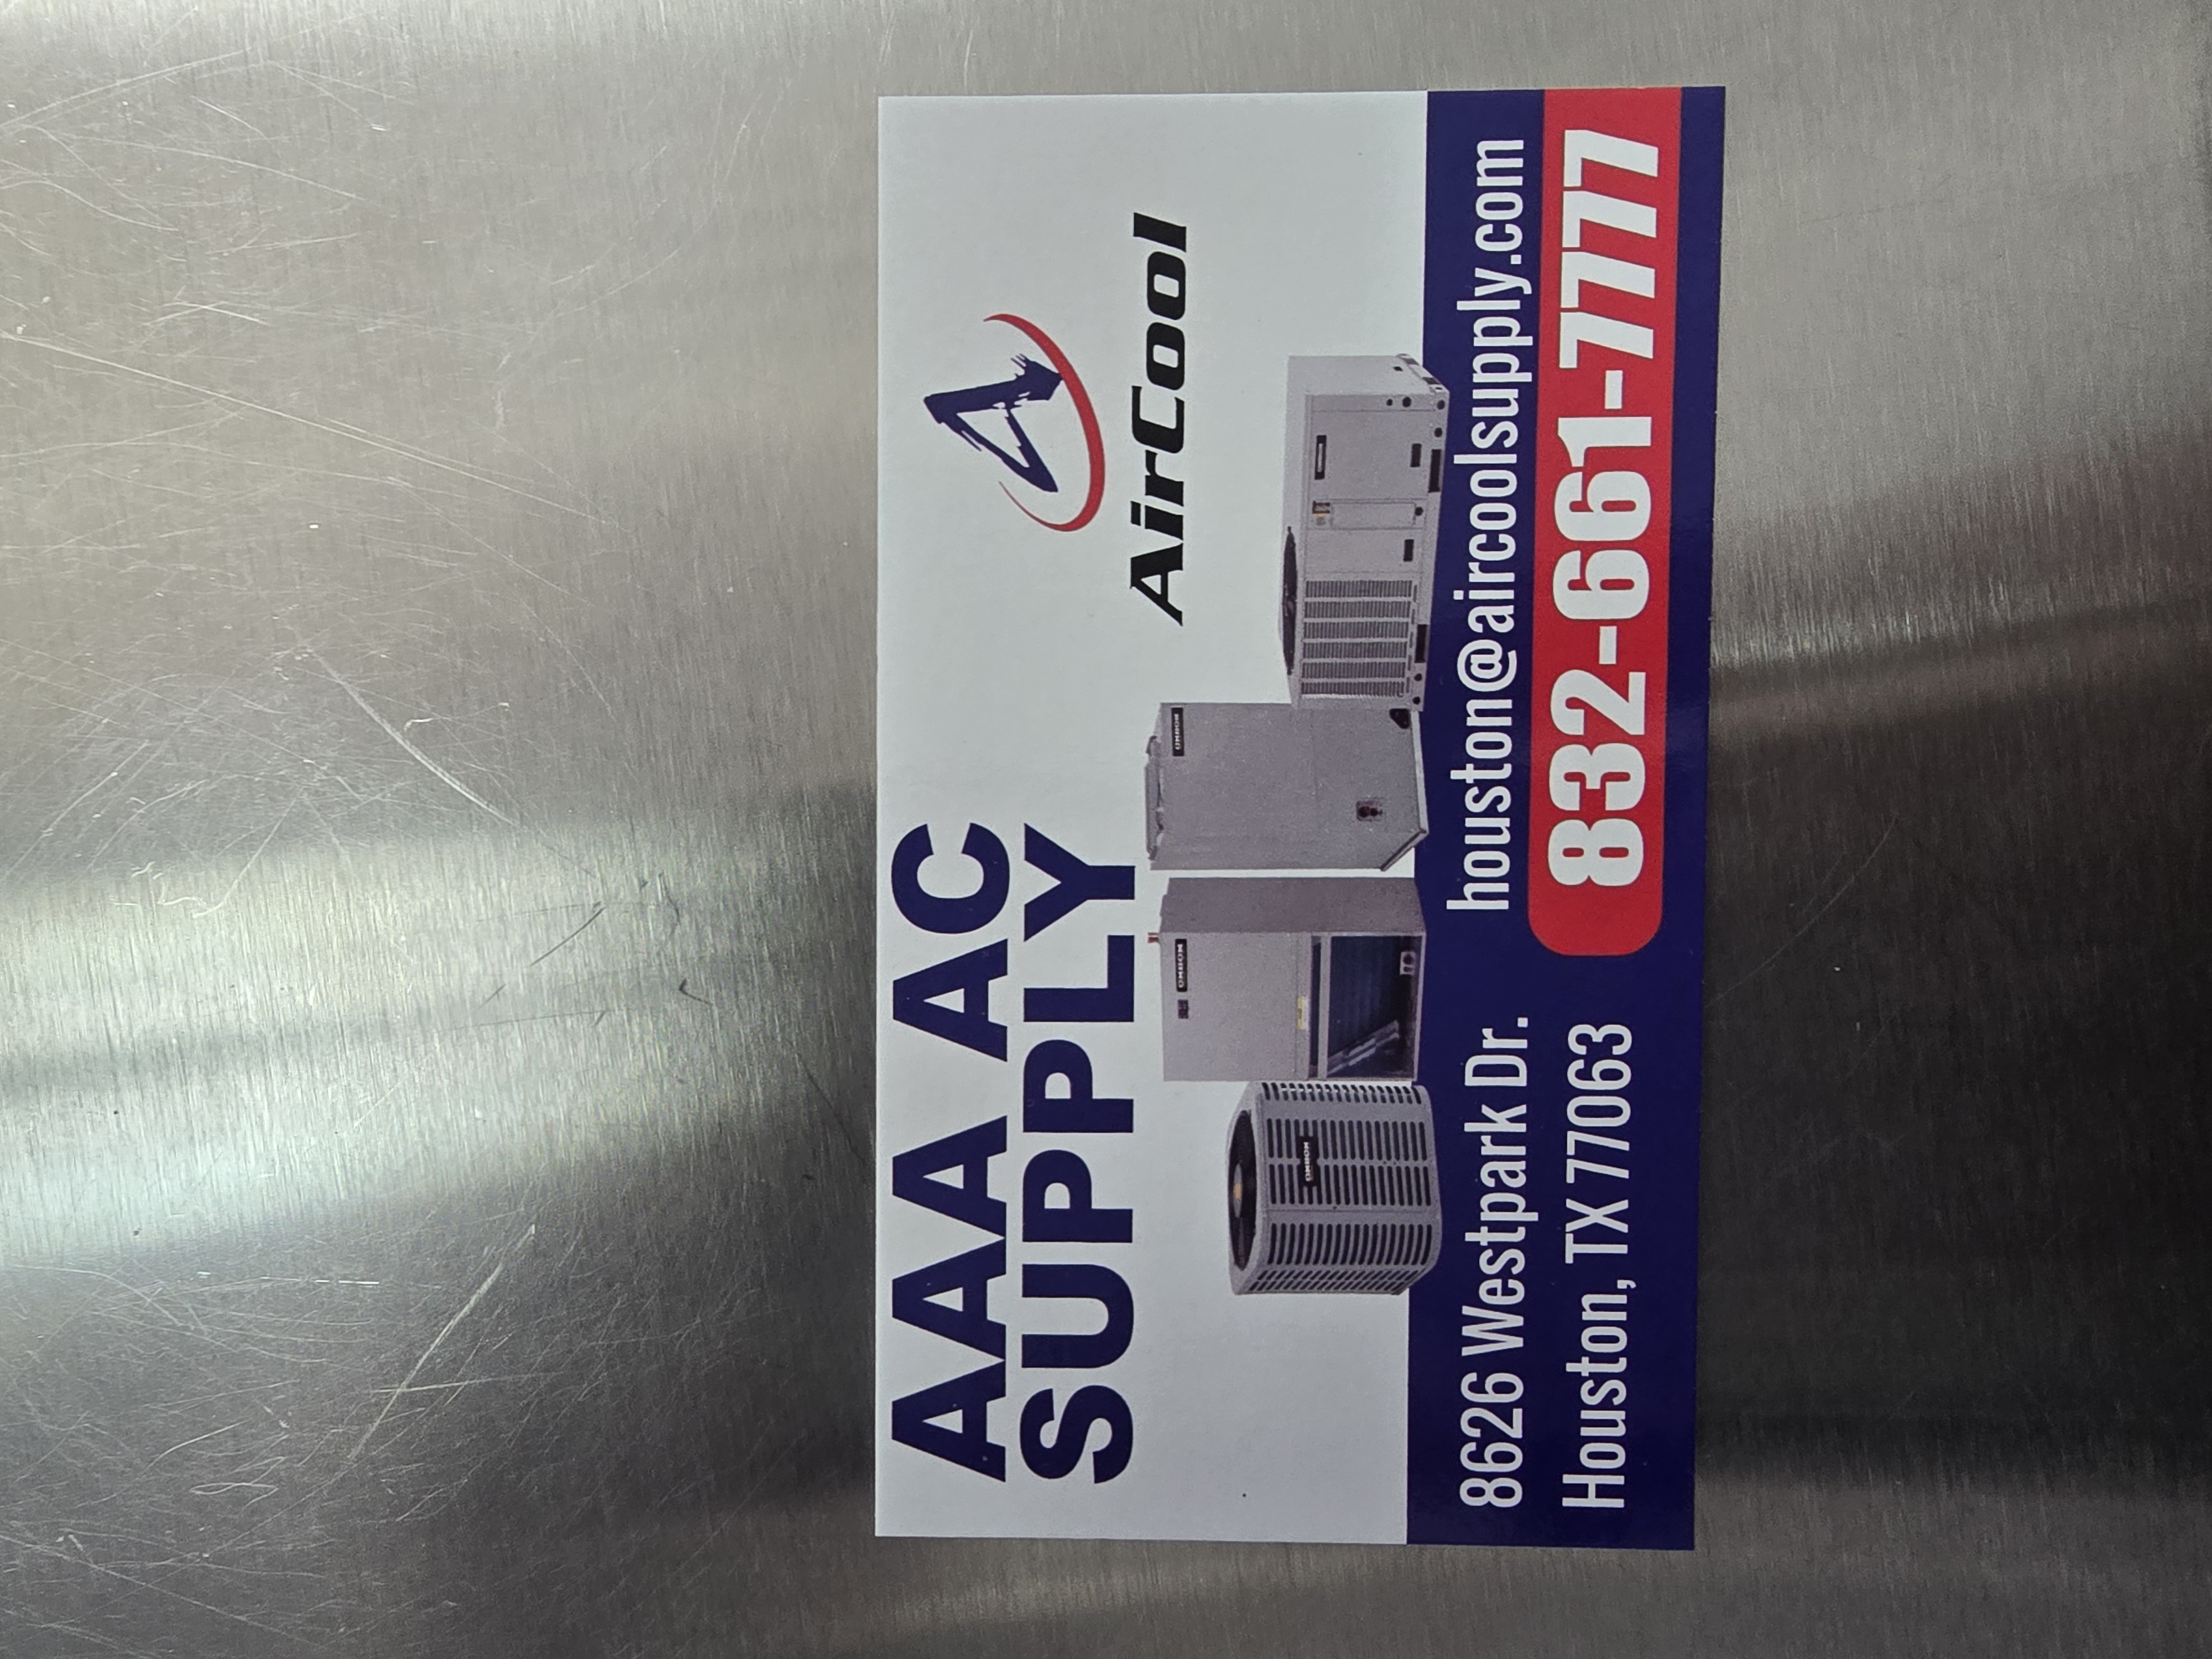 AAA AC
SUPPLY
AirCool
8626 Westpark Dr.
Houston, TX 77063
houston@aircoolsupply.com
832-661-7777